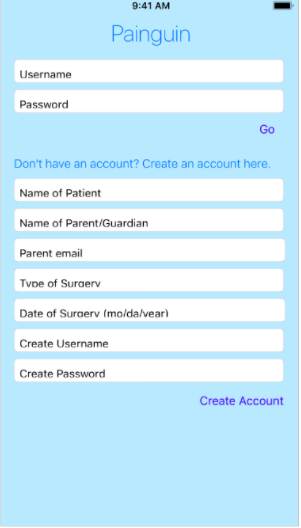 9:41 AM
Painguin
Username
Password
Go
Don't have an account? Create an account here.
Name of Patient
Name of Parent/Guardian
Parent email
Type of Surgery
Date of Surgery (mo/da/year)
Create Username
Create Password
Create Account